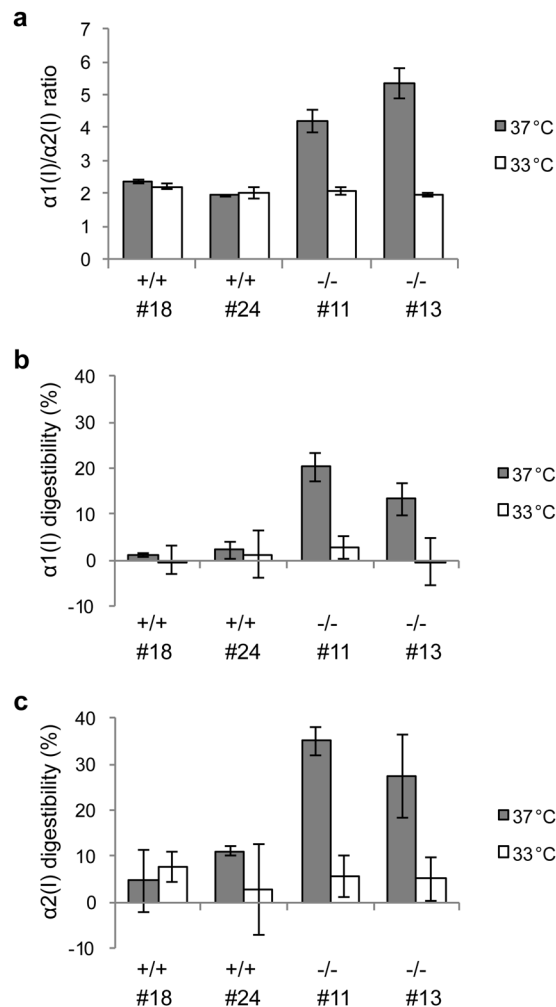 a
α1(I)/α2(I) ratio
7
6
5
4
3
2
1
0
37°C
33°C
+/+ +/+ -/- -/-
#18 #24 #11 #13
b
α1(I) digestibility (%)
40
30
20
10
0
-10
37°C
33°C
+/+ +/+ -/- -/-
#18 #24 #11 #13
c
α2(I) digestibility (%)
40
30
20
10
0
-10
37°C
33°C
+/+ +/+ -/- -/-
#18 #24 #11 #13